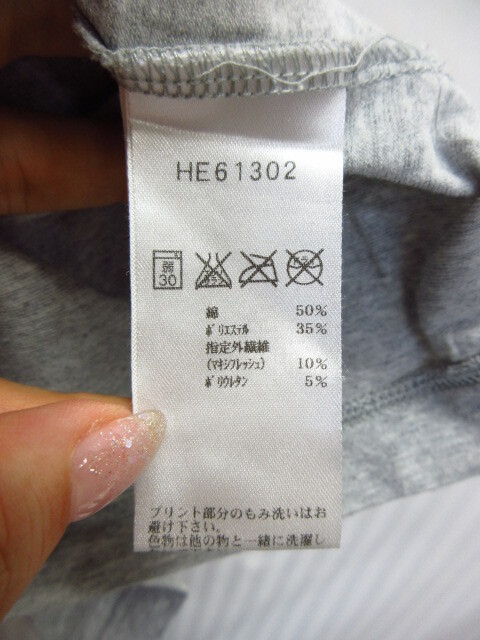 HE61302
弱
30
綿 50%
ポリエステル 35%
指定外繊維
(マキシフレッシュ) 10%
ポリウレタン 5%
プリント部分のもみ洗いはお
避け下さい。
色物は他の物と一緒に洗濯し